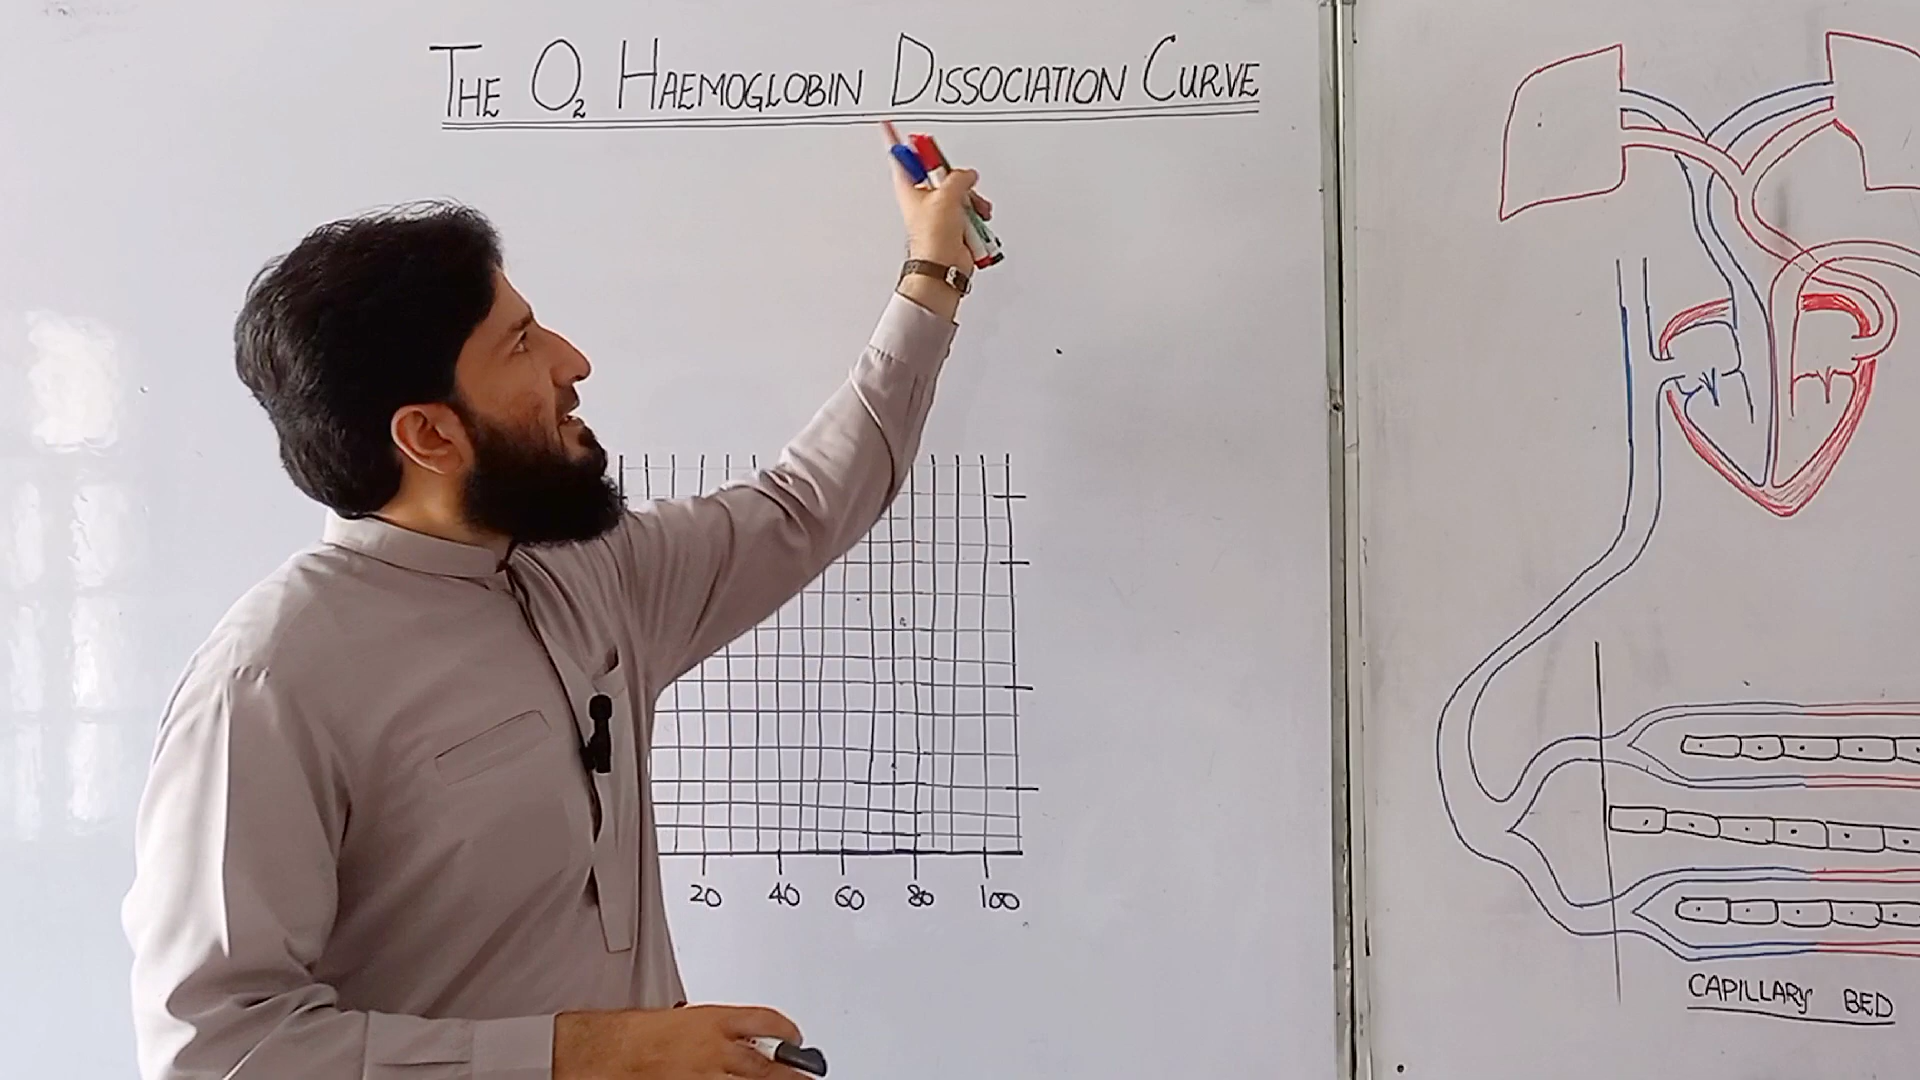 THE O₂ HAEMOGLOBIN DISSOCIATION CURVE
20 40 60 80 100
CAPILLARY BED